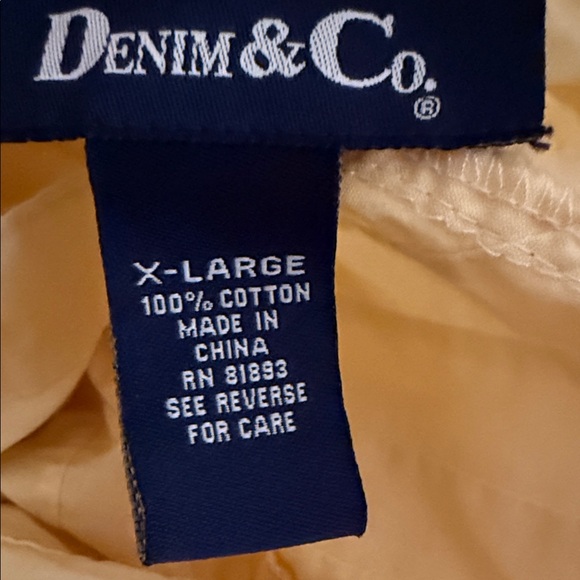 DENIM & CO.®
X-LARGE
100% COTTON
MADE IN
CHINA
RN 81893
SEE REVERSE
FOR CARE